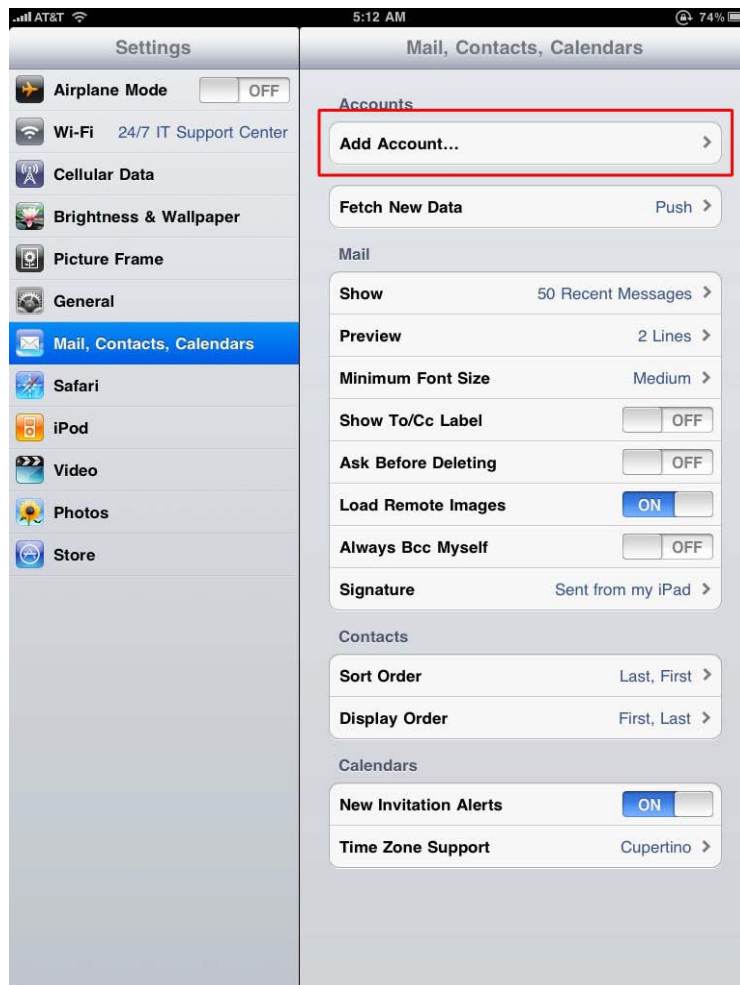 AT&T 5:12 AM 74%
Settings
Airplane Mode OFF
Wi-Fi 24/7 IT Support Center
Cellular Data
Brightness & Wallpaper
Picture Frame
General
Mail, Contacts, Calendars
Safari
iPod
Video
Photos
Store
Mail, Contacts, Calendars
Accounts
Add Account...
Fetch New Data Push
Mail
Show 50 Recent Messages
Preview 2 Lines
Minimum Font Size Medium
Show To/Cc Label OFF
Ask Before Deleting OFF
Load Remote Images ON
Always Bcc Myself OFF
Signature Sent from my iPad
Contacts
Sort Order Last, First
Display Order First, Last
Calendars
New Invitation Alerts ON
Time Zone Support Cupertino